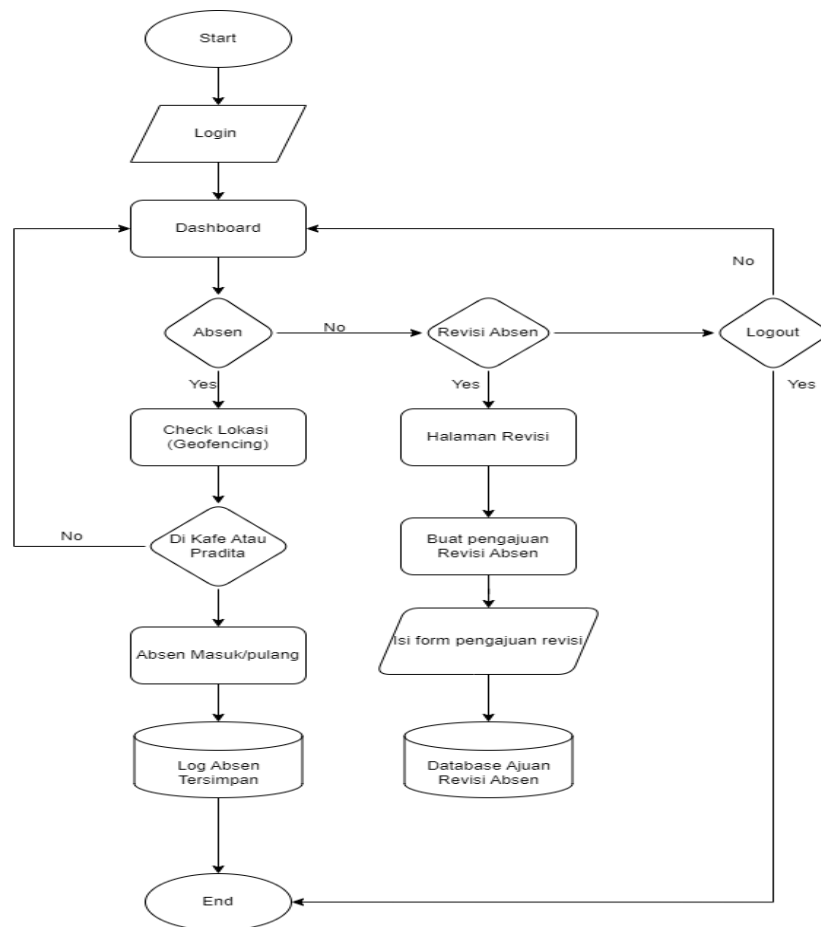 Start
Login
Dashboard
No
Absen
No
Revisi Absen
Logout
Yes
Yes
Yes
Check Lokasi
(Geofencing)
Halaman Revisi
No
Di Kafe Atau
Pradita
Buat pengajuan
Revisi Absen
Absen Masuk/pulang
Isi form pengajuan revisi
Log Absen
Tersimpan
Database Ajuan
Revisi Absen
End